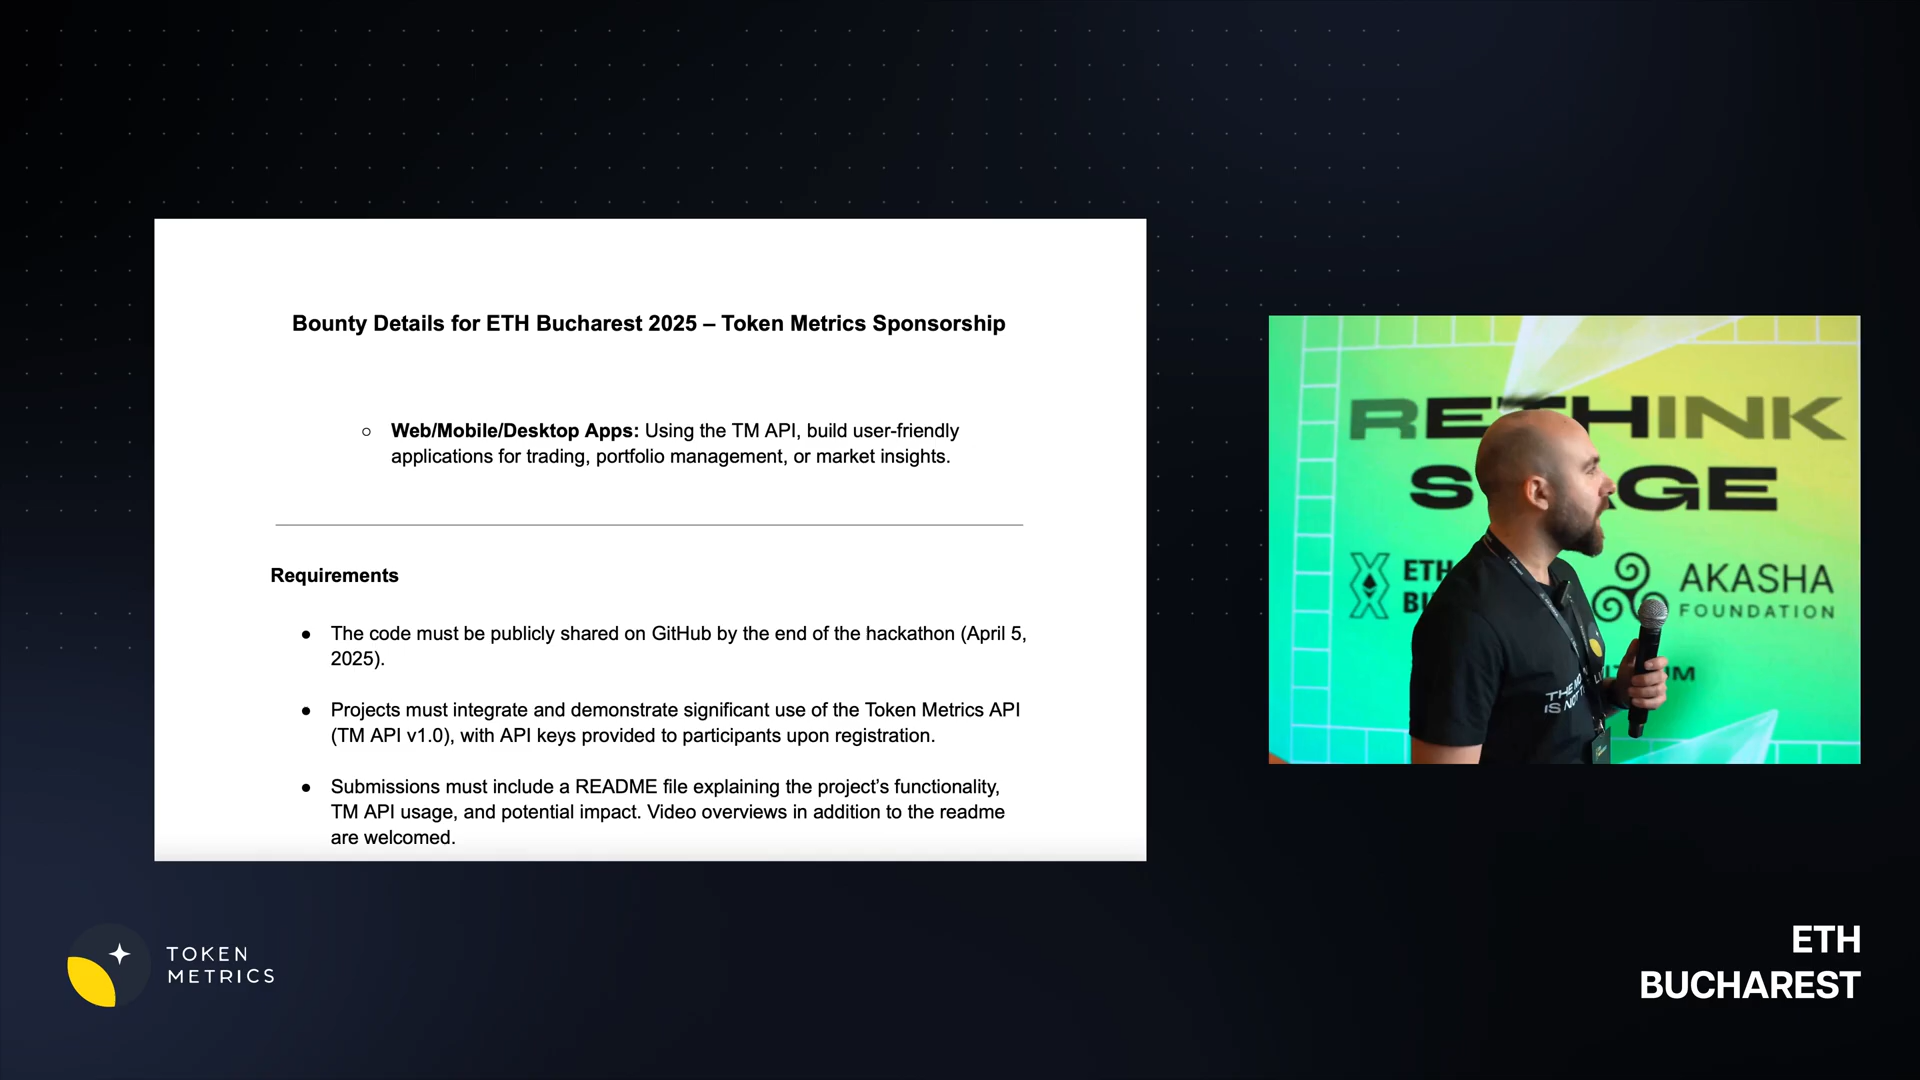 Bounty Details for ETH Bucharest 2025 – Token Metrics Sponsorship
○ Web/Mobile/Desktop Apps: Using the TM API, build user-friendly
applications for trading, portfolio management, or market insights.
Requirements
● The code must be publicly shared on GitHub by the end of the hackathon (April 5,
2025).
● Projects must integrate and demonstrate significant use of the Token Metrics API
(TM API v1.0), with API keys provided to participants upon registration.
● Submissions must include a README file explaining the project’s functionality,
TM API usage, and potential impact. Video overviews in addition to the readme
are welcomed.
RETHINK
ETH
AKASHA
FOUNDATION
THE
TOKEN
METRICS
ETH
BUCHAREST